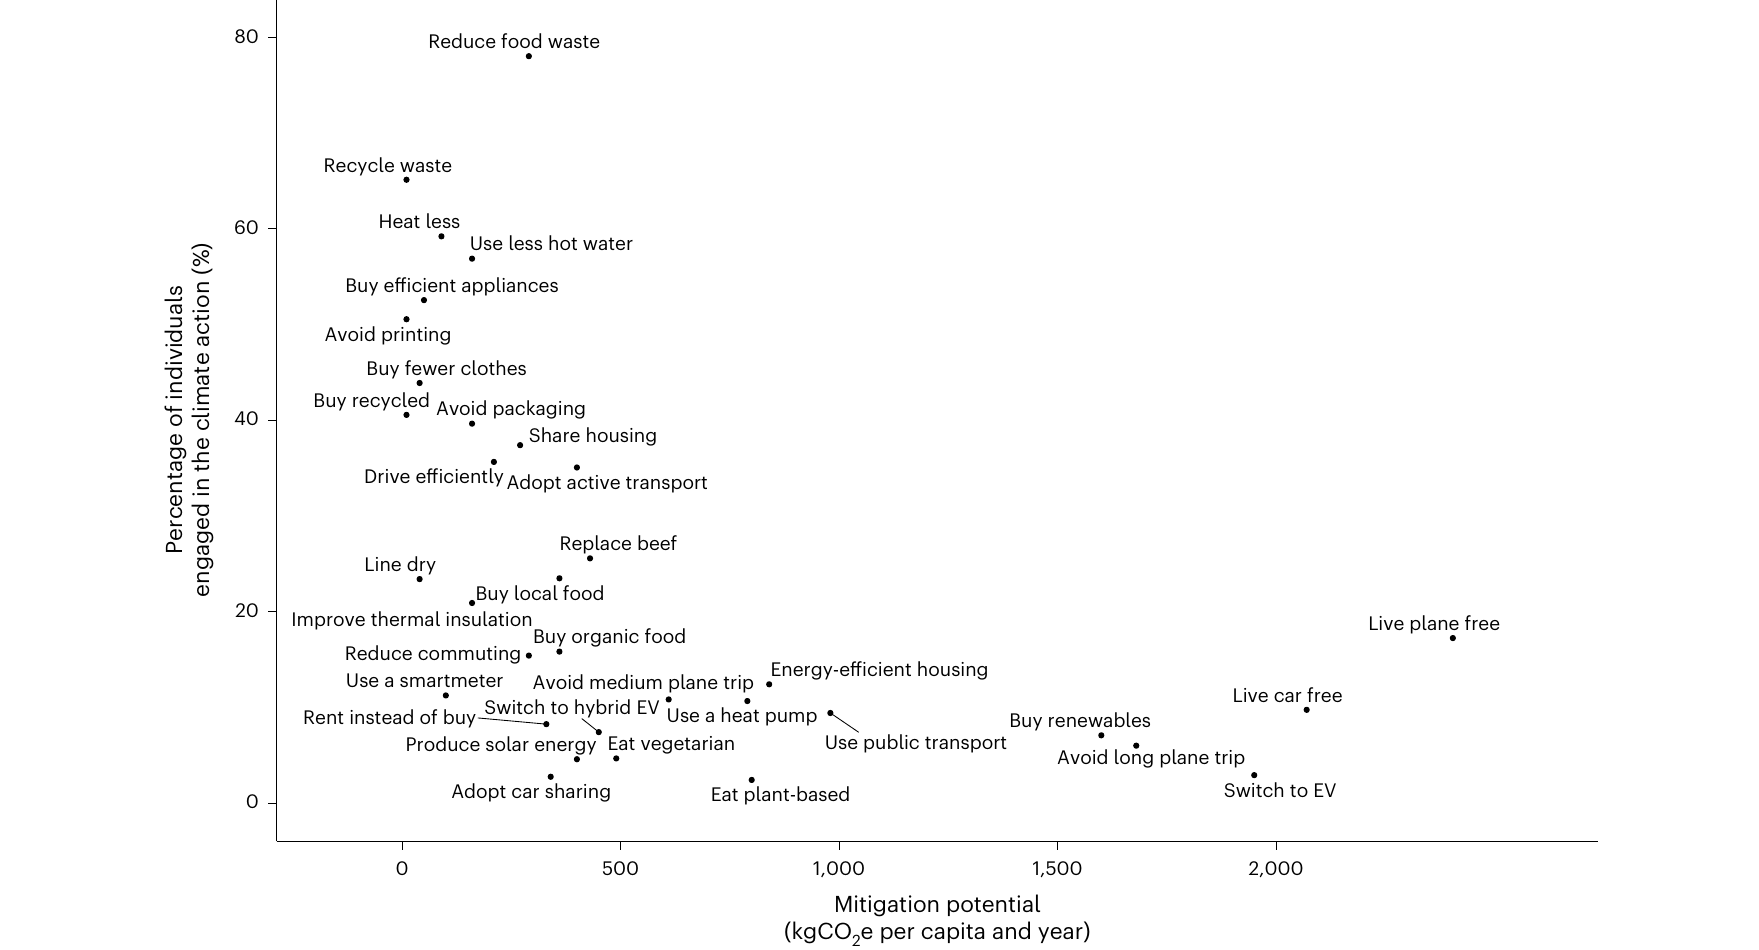 80
Reduce food waste
Recycle waste
Heat less
60
Use less hot water
Buy efficient appliances
Avoid printing
Percentage of individuals
engaged in the climate action (%)
Buy fewer clothes
Buy recycled
Avoid packaging
40
Share housing
Drive efficiently
Adopt active transport
Replace beef
Line dry
Buy local food
20
Improve thermal insulation
Live plane free
Buy organic food
Reduce commuting
Energy-efficient housing
Use a smartmeter
Avoid medium plane trip
Live car free
Switch to hybrid EV
Rent instead of buy
Use a heat pump
Buy renewables
Use public transport
Produce solar energy
Eat vegetarian
Avoid long plane trip
Adopt car sharing
Eat plant-based
Switch to EV
0
0
500
1,000
1,500
2,000
Mitigation potential
(kgCO₂e per capita and year)